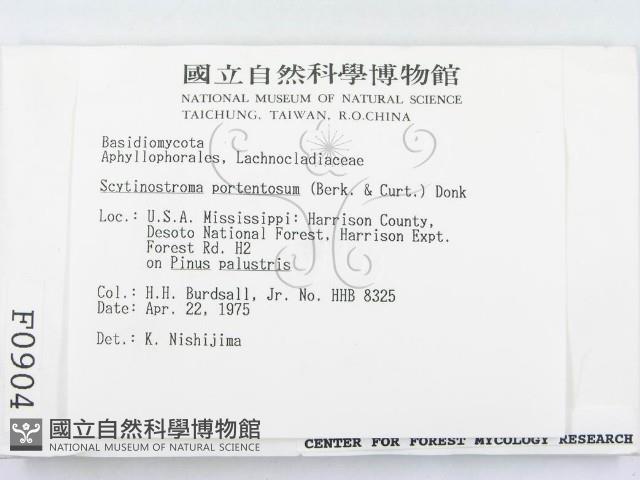 國立自然科學博物館
NATIONAL MUSEUM OF NATURAL SCIENCE
TAICHUNG, TAIWAN, R.O.CHINA
Basidiomycota
Aphyllophorales, Lachnocladiaceae
Scytinostroma portentosum (Berk. & Curt.) Donk
Loc.: U.S.A. Mississippi: Harrison County,
Desoto National Forest, Harrison Expt.
Forest Rd. H2
on Pinus palustris
Col.: H.H. Burdsall, Jr. No. HHB 8325
Date: Apr. 22, 1975
Det.: K. Nishijima
F0904
國立自然科學博物館
NATIONAL MUSEUM OF NATURAL SCIENCE
CENTER FOR FOREST MYCOLOGY RESEARCH